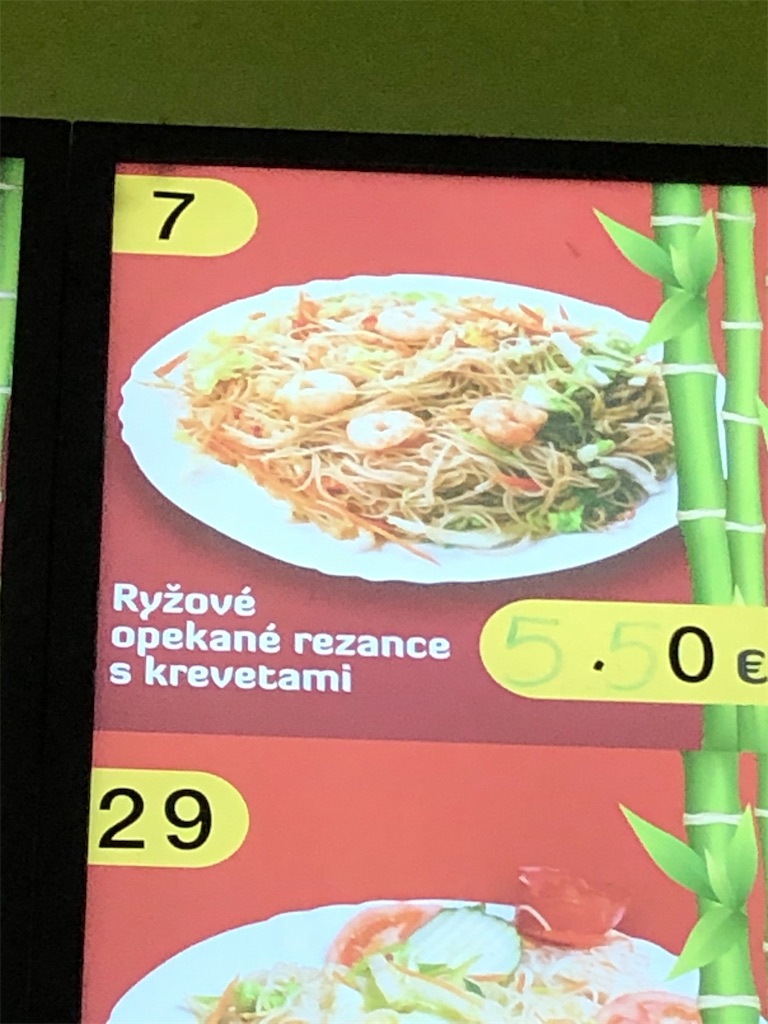 7
Ryžové
opekané rezance
s krevetami
5.50 €
29